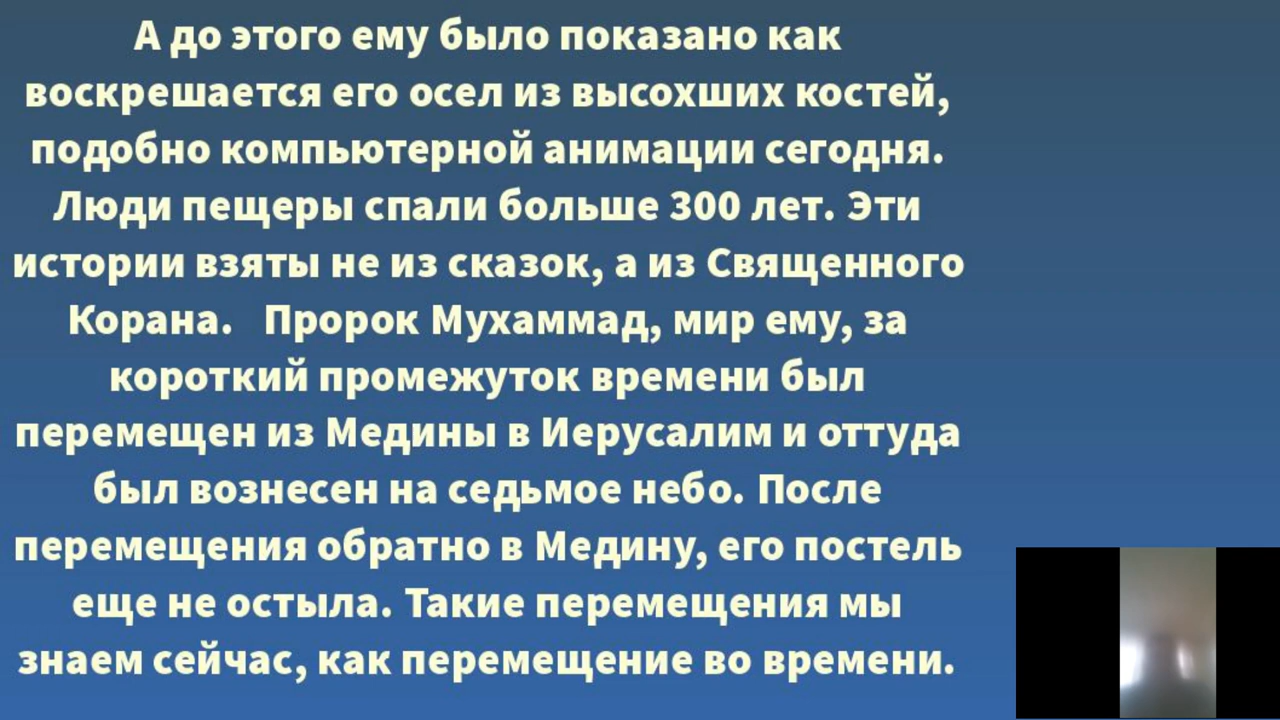 А до этого ему было показано как
воскрешается его осел из высохших костей,
подобно компьютерной анимации сегодня.
Люди пещеры спали больше 300 лет. Эти
истории взяты не из сказок, а из Священного
Корана.   Пророк Мухаммад, мир ему, за
короткий промежуток времени был
перемещен из Медины в Иерусалим и оттуда
был вознесен на седьмое небо. После
перемещения обратно в Медину, его постель
еще не остыла. Такие перемещения мы
знаем сейчас, как перемещение во времени.